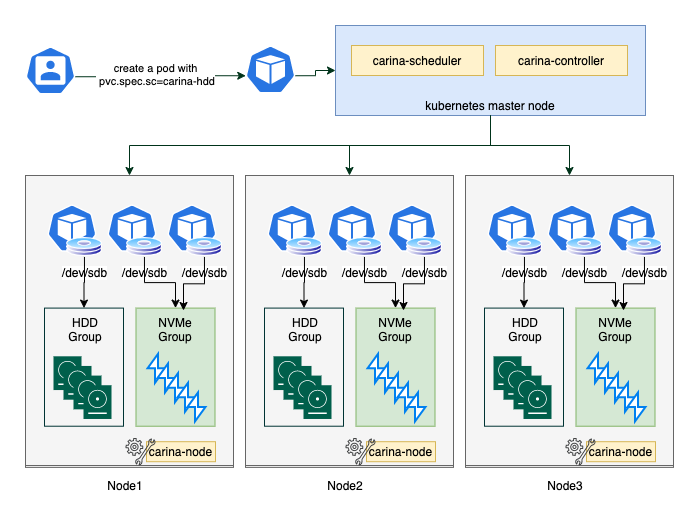 create a pod with
pvc.spec.sc=carina-hdd
carina-scheduler
carina-controller
kubernetes master node
/dev/sdb
/dev/sdb
/dev/sdb
HDD
Group
NVMe
Group
carina-node
Node1
/dev/sdb
/dev/sdb
/dev/sdb
HDD
Group
NVMe
Group
carina-node
Node2
/dev/sdb
/dev/sdb
/dev/sdb
HDD
Group
NVMe
Group
carina-node
Node3